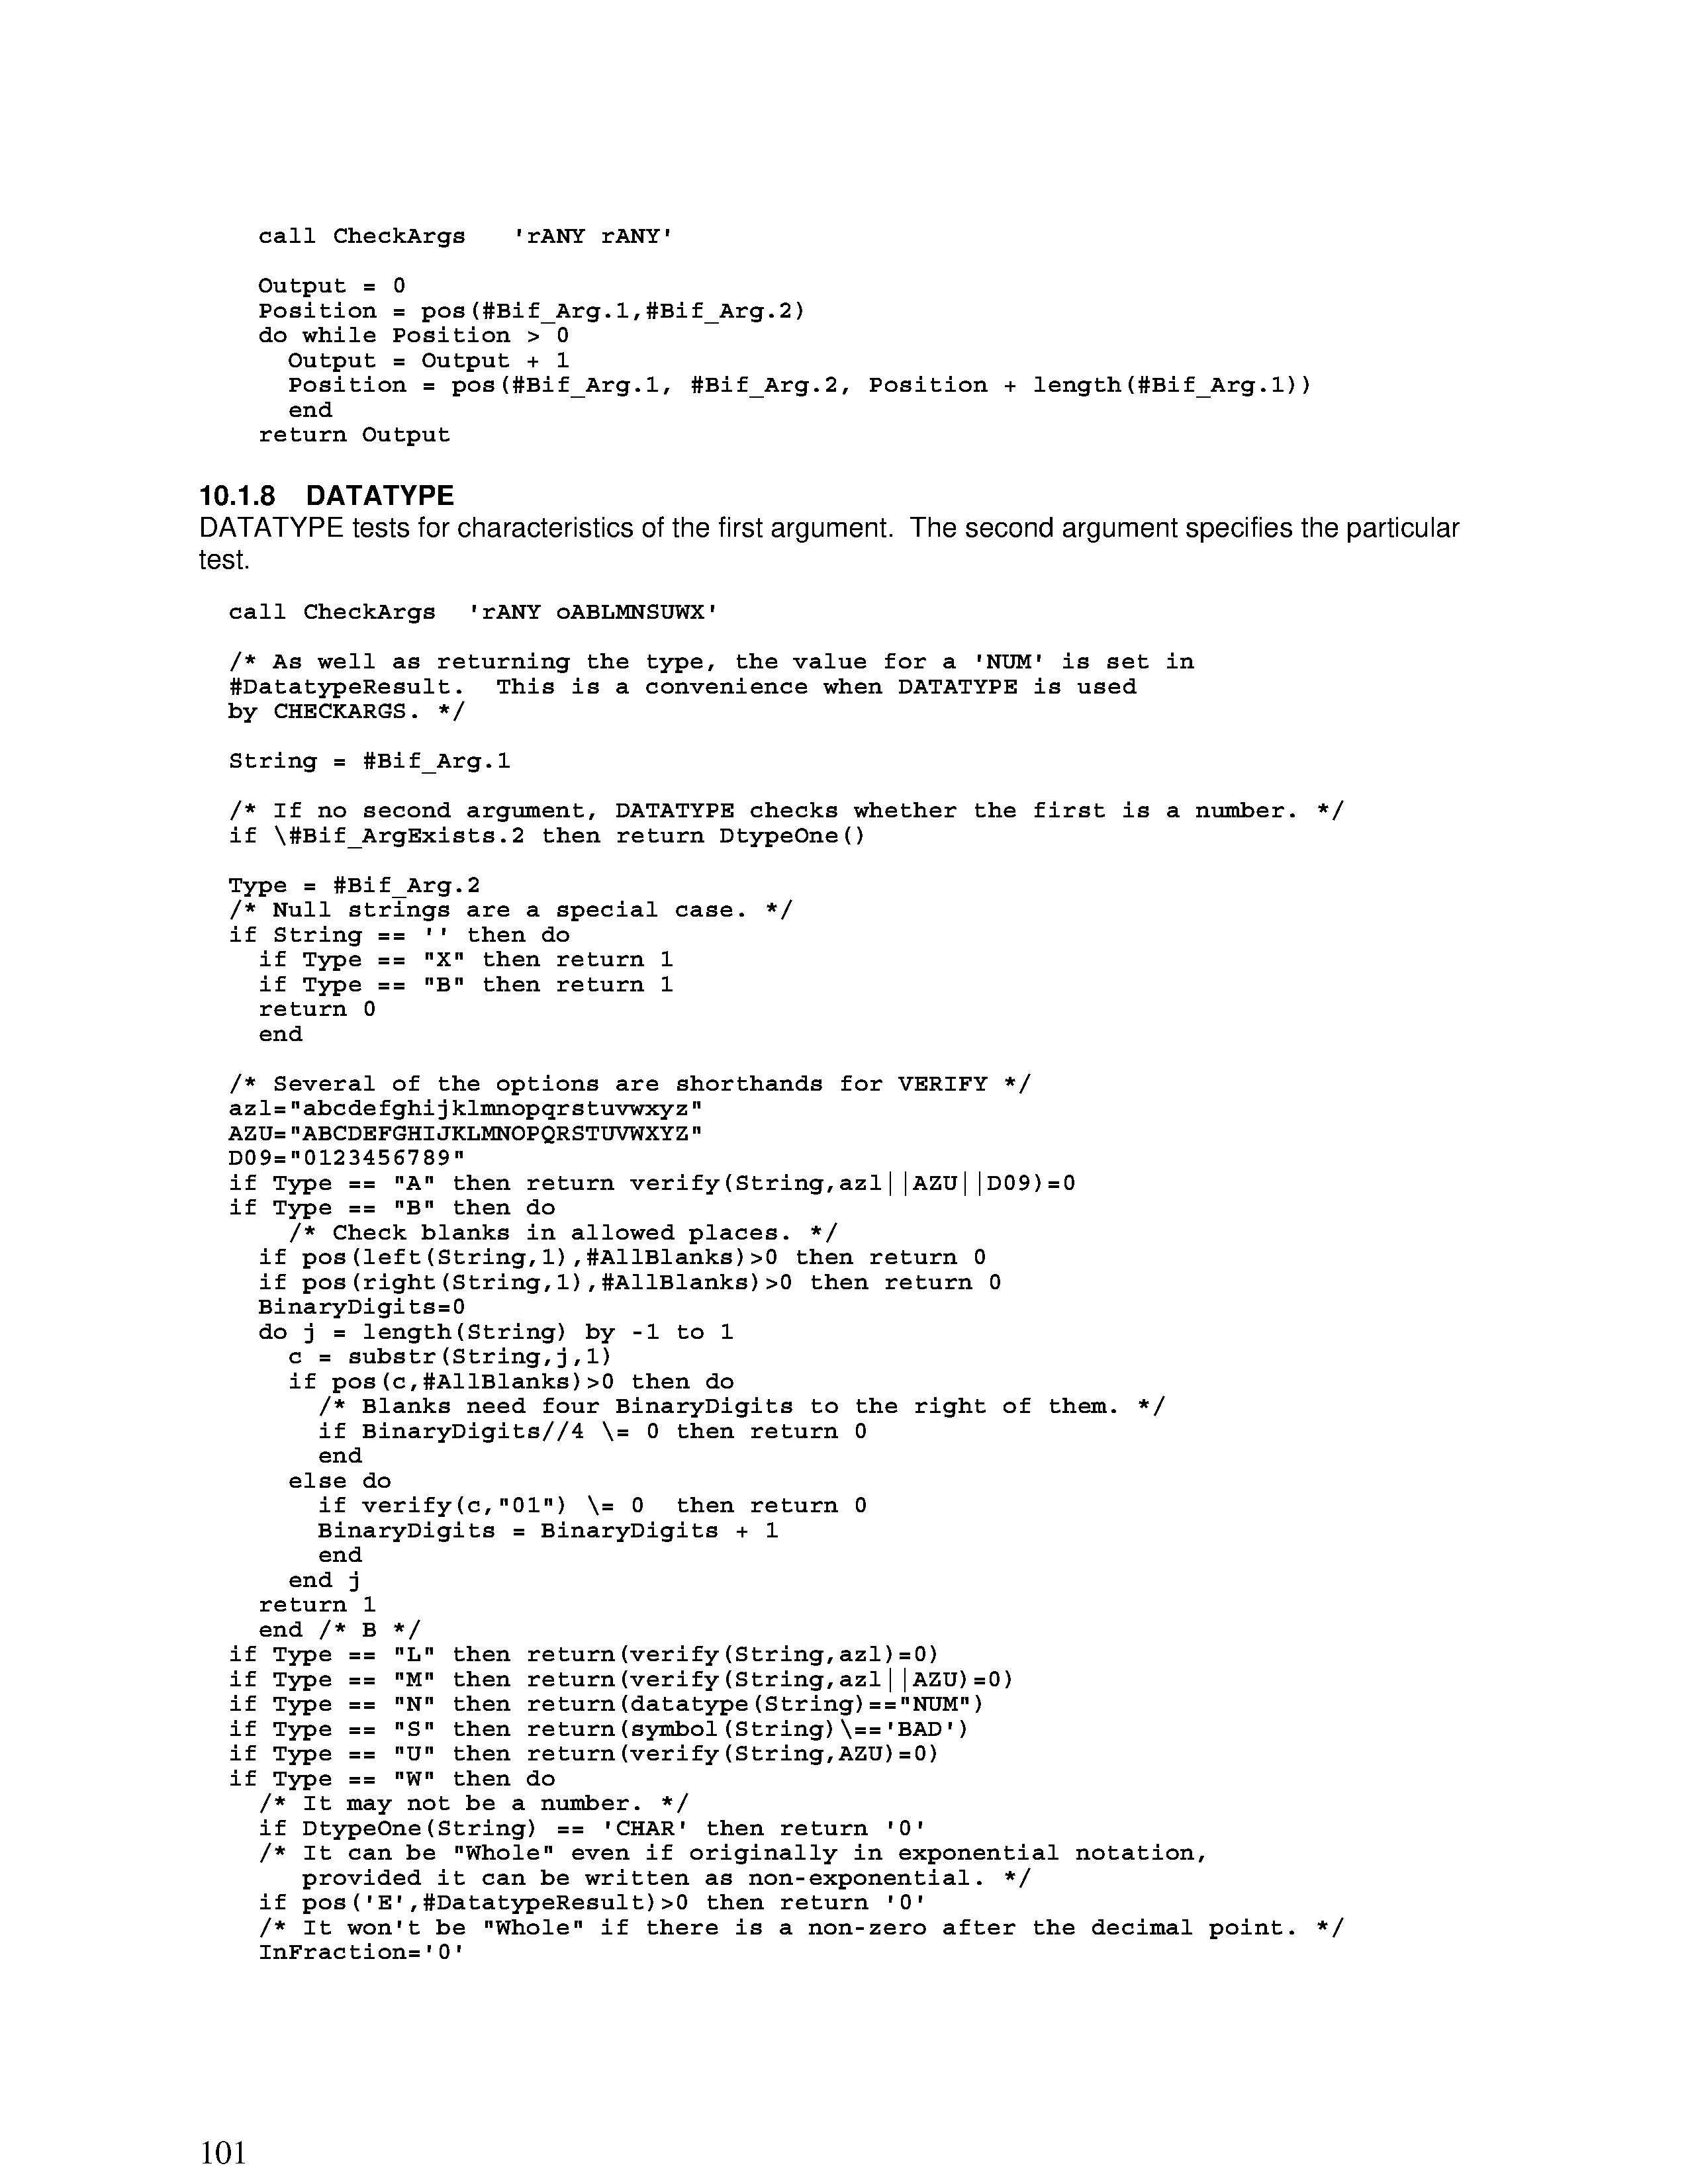 call CheckArgs   'rANY rANY'

Output = 0
Position = pos(#Bif_Arg.1,#Bif_Arg.2)
do while Position > 0
  Output = Output + 1
  Position = pos(#Bif_Arg.1, #Bif_Arg.2, Position + length(#Bif_Arg.1))
  end
return Output

10.1.8   DATATYPE
DATATYPE tests for characteristics of the first argument.  The second argument specifies the particular
test.

call CheckArgs  'rANY oABLMNSUWX'

/* As well as returning the type, the value for a 'NUM' is set in
#DatatypeResult.  This is a convenience when DATATYPE is used
by CHECKARGS. */

String = #Bif_Arg.1

/* If no second argument, DATATYPE checks whether the first is a number. */
if \#Bif_ArgExists.2 then return DtypeOne()

Type = #Bif_Arg.2
/* Null strings are a special case. */
if String == '' then do
  if Type == "X" then return 1
  if Type == "B" then return 1
  return 0
  end

/* Several of the options are shorthands for VERIFY */
azl="abcdefghijklmnopqrstuvwxyz"
AZU="ABCDEFGHIJKLMNOPQRSTUVWXYZ"
D09="0123456789"
if Type == "A" then return verify(String,azl||AZU||D09)=0
if Type == "B" then do
    /* Check blanks in allowed places. */
  if pos(left(String,1),#AllBlanks)>0 then return 0
  if pos(right(String,1),#AllBlanks)>0 then return 0
  BinaryDigits=0
  do j = length(String) by -1 to 1
    c = substr(String,j,1)
    if pos(c,#AllBlanks)>0 then do
      /* Blanks need four BinaryDigits to the right of them. */
      if BinaryDigits//4 \= 0 then return 0
      end
    else do
      if verify(c,"01") \= 0  then return 0
      BinaryDigits = BinaryDigits + 1
      end
    end j
  return 1
  end /* B */
if Type == "L" then return(verify(String,azl)=0)
if Type == "M" then return(verify(String,azl||AZU)=0)
if Type == "N" then return(datatype(String)=="NUM")
if Type == "S" then return(symbol(String)\=='BAD')
if Type == "U" then return(verify(String,AZU)=0)
if Type == "W" then do
  /* It may not be a number. */
  if DtypeOne(String) == 'CHAR' then return '0'
  /* It can be "Whole" even if originally in exponential notation,
     provided it can be written as non-exponential. */
  if pos('E',#DatatypeResult)>0 then return '0'
  /* It won't be "Whole" if there is a non-zero after the decimal point. */
  InFraction='0'

101